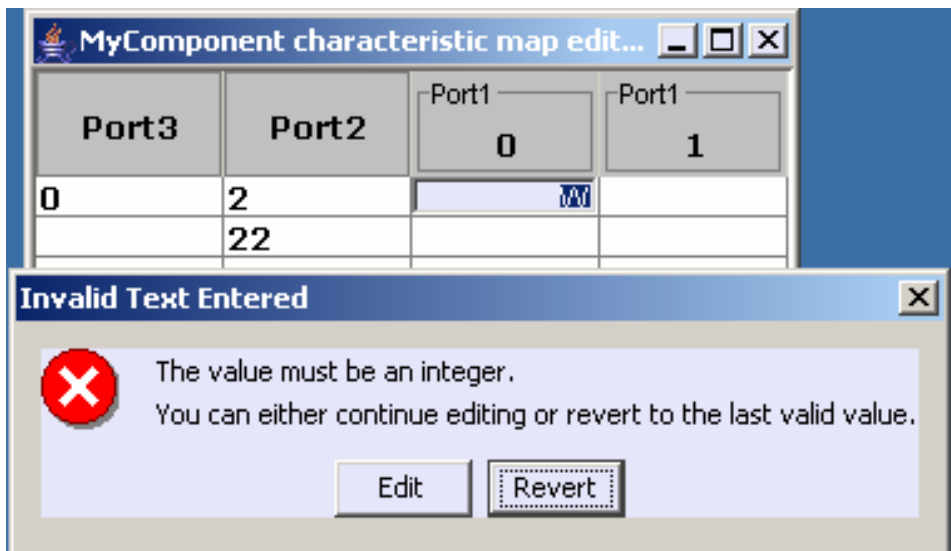 MyComponent characteristic map edit...
Port1 Port1
Port3 Port2 0 1
0 2
22
Invalid Text Entered
The value must be an integer.
You can either continue editing or revert to the last valid value.
Edit Revert